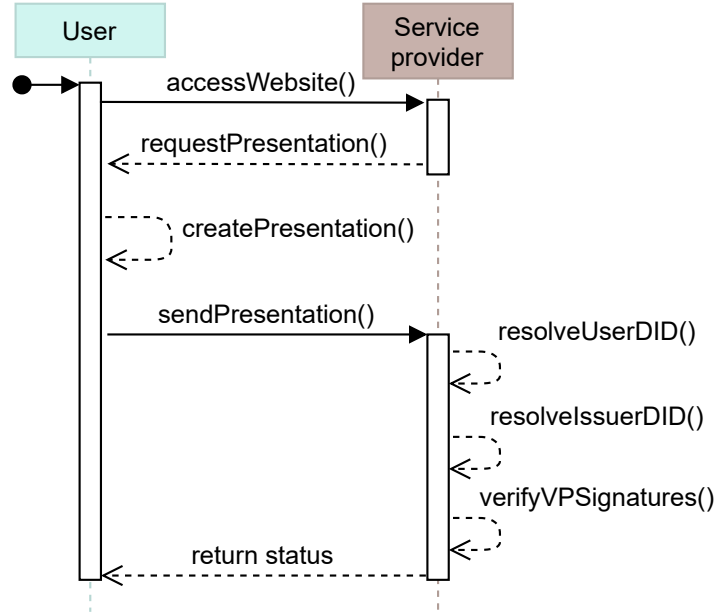 User
Service
provider
accessWebsite()
requestPresentation()
createPresentation()
sendPresentation()
resolveUserDID()
resolveIssuerDID()
verifyVPSignatures()
return status